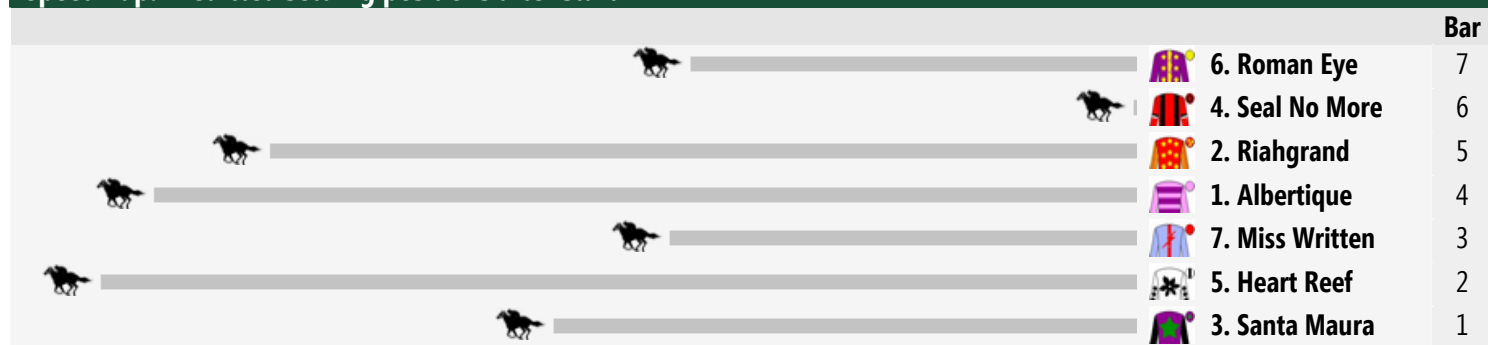 Bar
6. Roman Eye 7
4. Seal No More 6
2. Riahgrand 5
1. Albertique 4
7. Miss Written 3
5. Heart Reef 2
3. Santa Maura 1